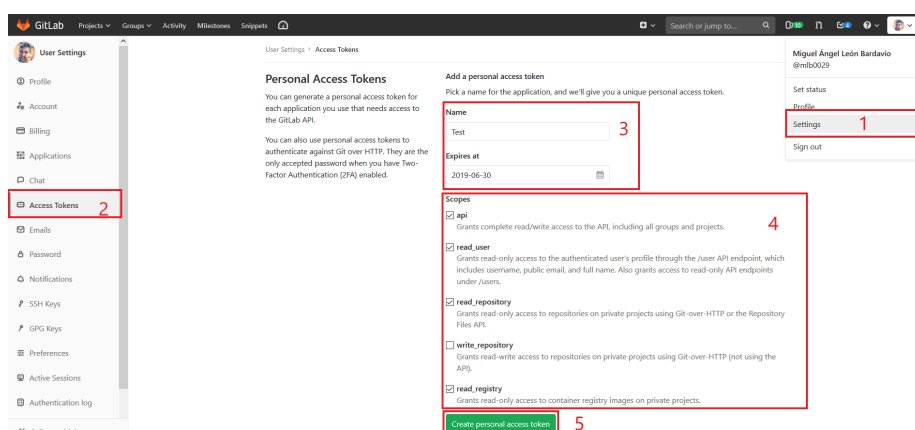 GitLab Projects Groups Activity Milestones Snippets Search or jump to... 10 4
User Settings
Profile
Account
Billing
Applications
Chat
Access Tokens 2
Emails
Password
Notifications
SSH Keys
GPG Keys
Preferences
Active Sessions
Authentication log
User Settings > Access Tokens
Personal Access Tokens
You can generate a personal access token for
each application you use that needs access to
the GitLab API.
You can also use personal access tokens to
authenticate against Git over HTTP. They are the
only accepted password when you have Two-
Factor Authentication (2FA) enabled.
Add a personal access token
Pick a name for the application, and we'll give you a unique personal access token.
Name
Test
3
Expires at
2019-06-30
Scopes
4
api
Grants complete read/write access to the API, including all groups and projects.
read_user
Grants read-only access to the authenticated user's profile through the /user API endpoint, which
includes username, public email, and full name. Also grants access to read-only API endpoints
under /users.
read_repository
Grants read-only access to repositories on private projects using Git-over-HTTP or the Repository
Files API.
write_repository
Grants read-write access to repositories on private projects using Git-over-HTTP (not using the
API).
read_registry
Grants read-only access to container registry images on private projects.
Create personal access token 5
Miguel Ángel León Bardavío
@mlb0029
Set status
Profile
Settings 1
Sign out